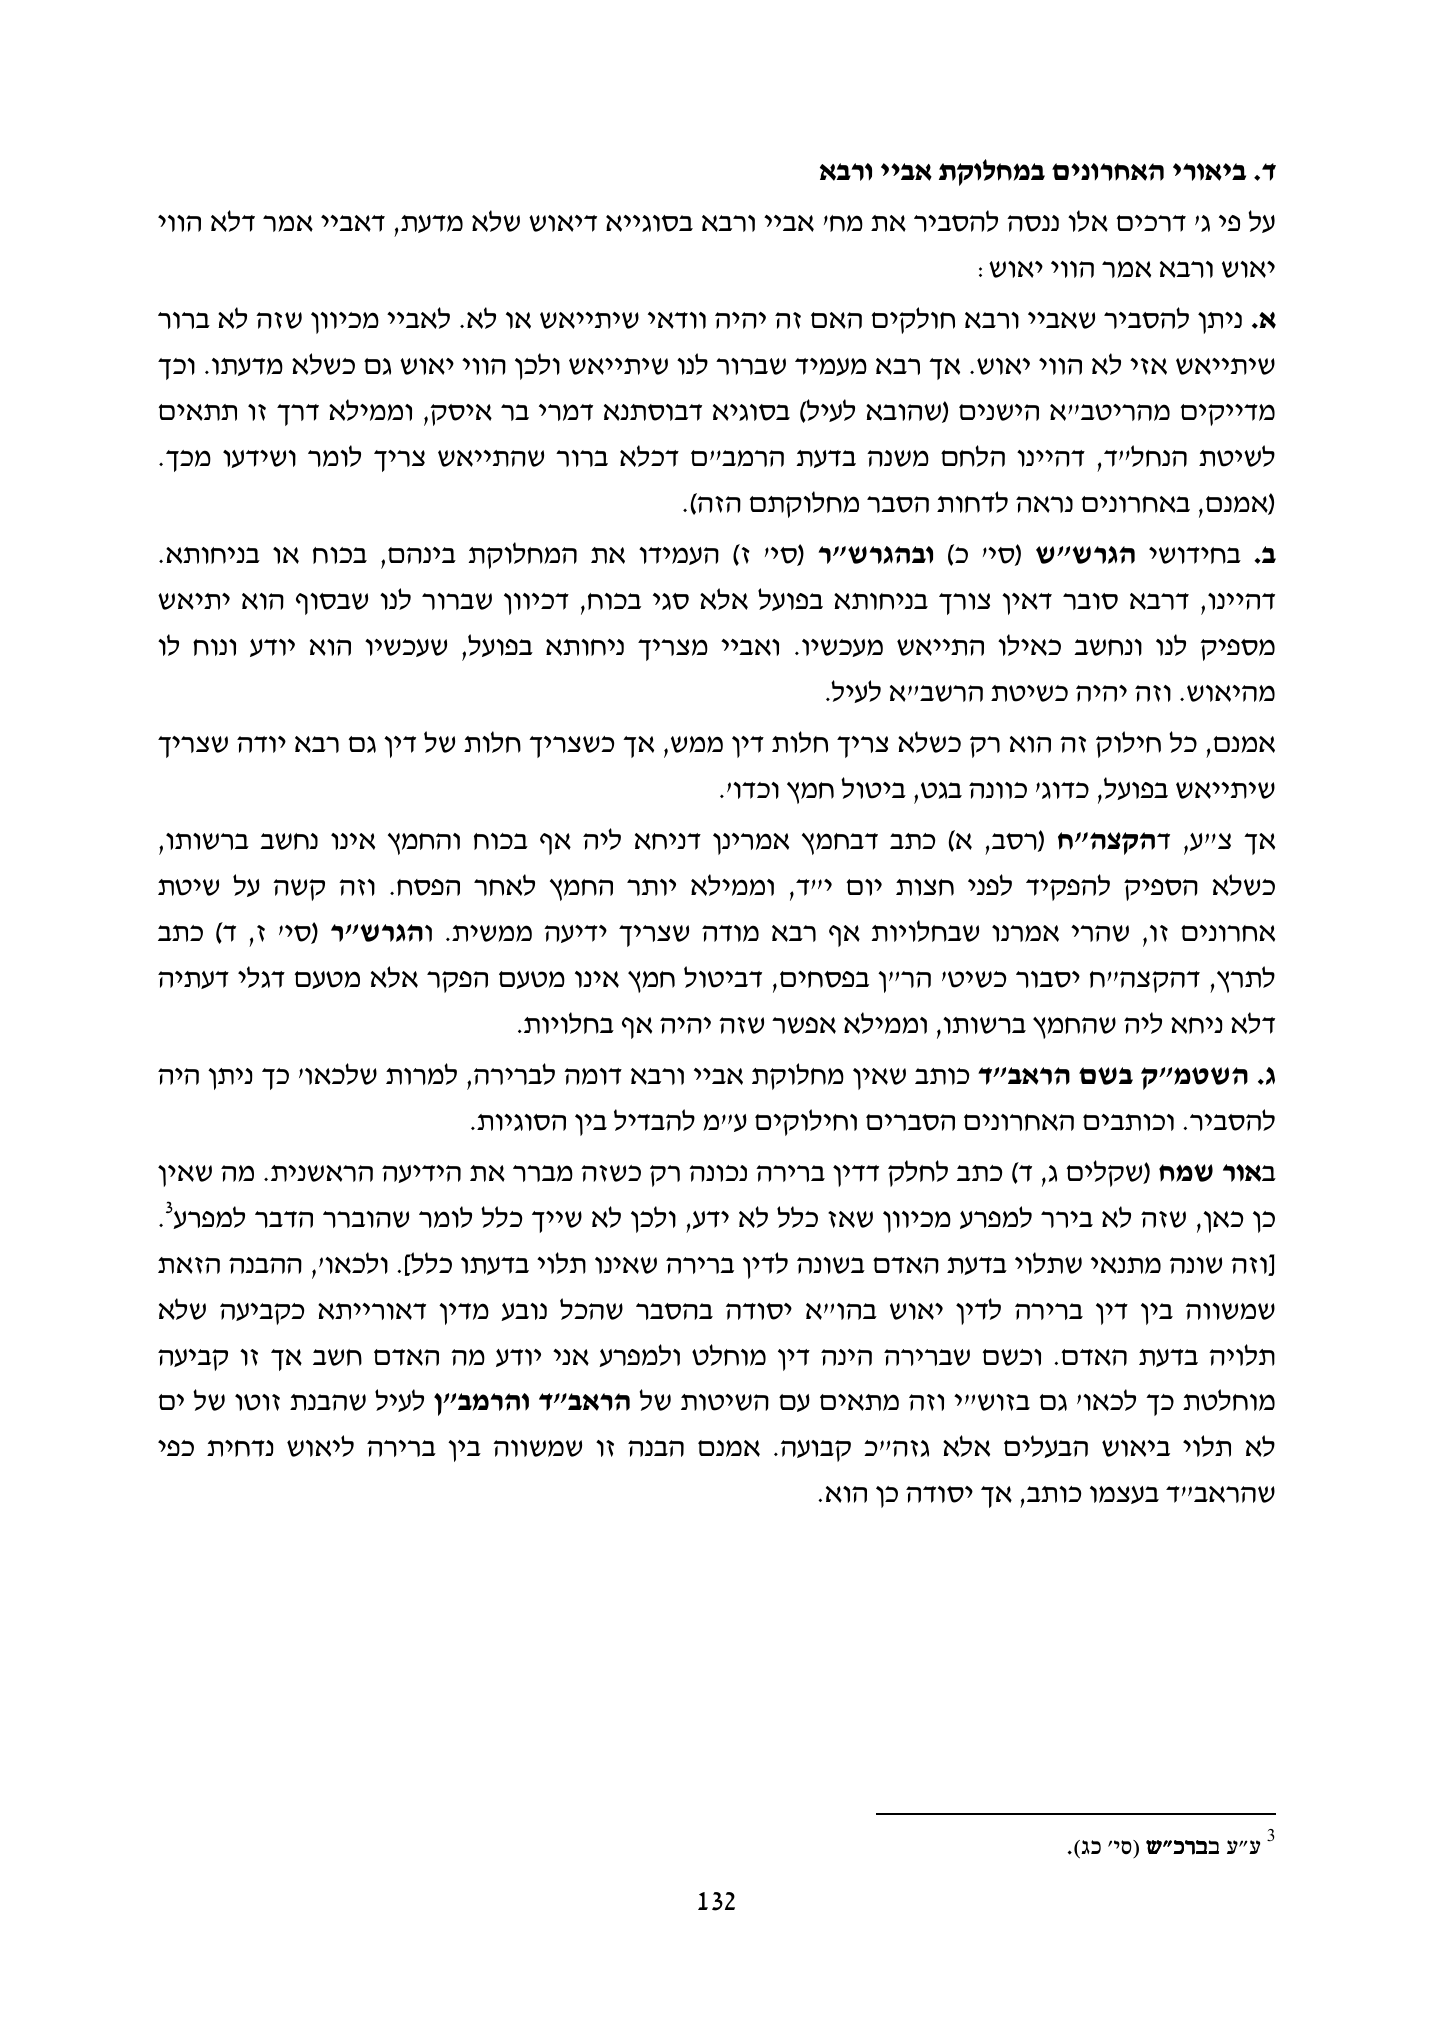 ד. ביאורי האחרונים במחלוקת אביי ורבא
על פי ג' דרכים אלו ננסה להסביר את מח' אביי ורבא בסוגייא דיאוש שלא מדעת, דאביי אמר דלא הווי
יאוש ורבא אמר הווי יאוש:
א. ניתן להסביר שאביי ורבא חולקים האם זה יהיה וודאי שיתייאש או לא. לאביי מכיוון שזה לא ברור
שיתייאש אזי לא הווי יאוש. אך רבא מעמיד שברור לנו שיתייאש ולכן הווי יאוש גם כשלא מדעתו. וכך
מדייקים מהריטב"א הישנים (שהובא לעיל) בסוגיא דבוסתנא דמרי בר איסק, וממילא דרך זו תתאים
לשיטת הנחל"ד, דהיינו הלחם משנה בדעת הרמב"ם דכלא ברור שהתייאש צריך לומר ושידעו מכך.
(אמנם, באחרונים נראה לדחות הסבר מחלוקתם הזה).
ב. בחידושי הגרש"ש (סי' כ) ובהגרש"ר (סי' ז) העמידו את המחלוקת בינהם, בכוח או בניחותא.
דהיינו, דרבא סובר דאין צורך בניחותא בפועל אלא סגי בכוח, דכיוון שברור לנו שבסוף הוא יתיאש
מספיק לנו ונחשב כאילו התייאש מעכשיו. ואביי מצריך ניחותא בפועל, שעכשיו הוא יודע ונוח לו
מהיאוש. וזה יהיה כשיטת הרשב"א לעיל.
אמנם, כל חילוק זה הוא רק כשלא צריך חלות דין ממש, אך כשצריך חלות של דין גם רבא יודה שצריך
שיתייאש בפועל, כדוג' כוונה בגט, ביטול חמץ וכדו'.
אך צ"ע, דהקצה"ח (רסב, א) כתב דבחמץ אמרינן דניחא ליה אף בכוח והחמץ אינו נחשב ברשותו,
כשלא הספיק להפקיד לפני חצות יום י"ד, וממילא יותר החמץ לאחר הפסח. וזה קשה על שיטת
אחרונים זו, שהרי אמרנו שבחלויות אף רבא מודה שצריך ידיעה ממשית. והגרש"ר (סי' ז, ד) כתב
לתרץ, דהקצה"ח יסבור כשיט' הר"ן בפסחים, דביטול חמץ אינו מטעם הפקר אלא מטעם דגלי דעתיה
דלא ניחא ליה שהחמץ ברשותו, וממילא אפשר שזה יהיה אף בחלויות.
ג. השטמ"ק בשם הראב"ד כותב שאין מחלוקת אביי ורבא דומה לברירה, למרות שלכאו' כך ניתן היה
להסביר. וכותבים האחרונים הסברים וחילוקים ע"מ להבדיל בין הסוגיות.
באור שמח (שקלים ג, ד) כתב לחלק דדין ברירה נכונה רק כשזה מברר את הידיעה הראשנית. מה שאין
כן כאן, שזה לא בירר למפרע מכיוון שאז כלל לא ידע, ולכן לא שייך כלל לומר שהוברר הדבר למפרע3.
[וזה שונה מתנאי שתלוי בדעת האדם בשונה לדין ברירה שאינו תלוי בדעתו כלל]. ולכאו', ההבנה הזאת
שמשווה בין דין ברירה לדין יאוש בהו"א יסודה בהסבר שהכל נובע מדין דאורייתא כקביעה שלא
תלויה בדעת האדם. וכשם שברירה הינה דין מוחלט ולמפרע אני יודע מה האדם חשב אך זו קביעה
מוחלטת כך לכאו' גם בזוש"י וזה מתאים עם השיטות של הראב"ד והרמב"ן לעיל שהבנת זוטו של ים
לא תלוי ביאוש הבעלים אלא גזה"כ קבועה. אמנם הבנה זו שמשווה בין ברירה ליאוש נדחית כפי
שהראב"ד בעצמו כותב, אך יסודה כן הוא.
3 ע"ע בברכ"ש (סי' כג).
132